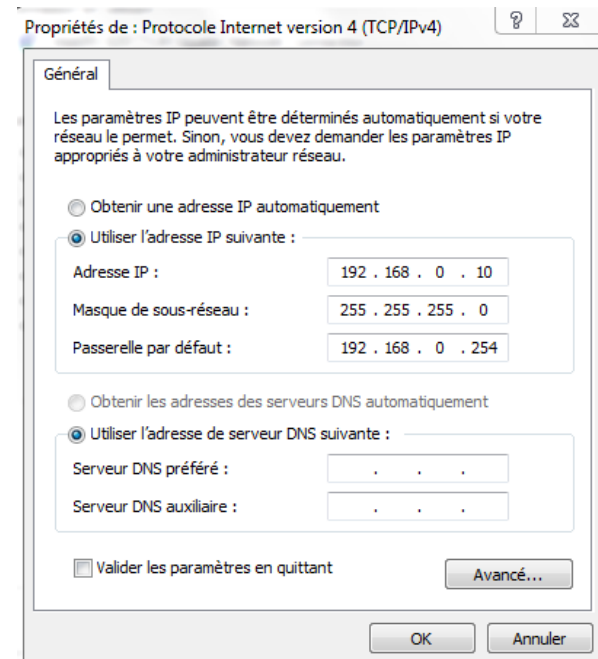 Propriétés de : Protocole Internet version 4 (TCP/IPv4)
Général
Les paramètres IP peuvent être déterminés automatiquement si votre
réseau le permet. Sinon, vous devez demander les paramètres IP
appropriés à votre administrateur réseau.
Obtenir une adresse IP automatiquement
Utiliser l'adresse IP suivante :
Adresse IP : 192 . 168 . 0 . 10
Masque de sous-réseau : 255 . 255 . 255 . 0
Passerelle par défaut : 192 . 168 . 0 . 254
Obtenir les adresses des serveurs DNS automatiquement
Utiliser l'adresse de serveur DNS suivante :
Serveur DNS préféré : . . .
Serveur DNS auxiliaire : . . .
Valider les paramètres en quittant
Avancé...
OK Annuler